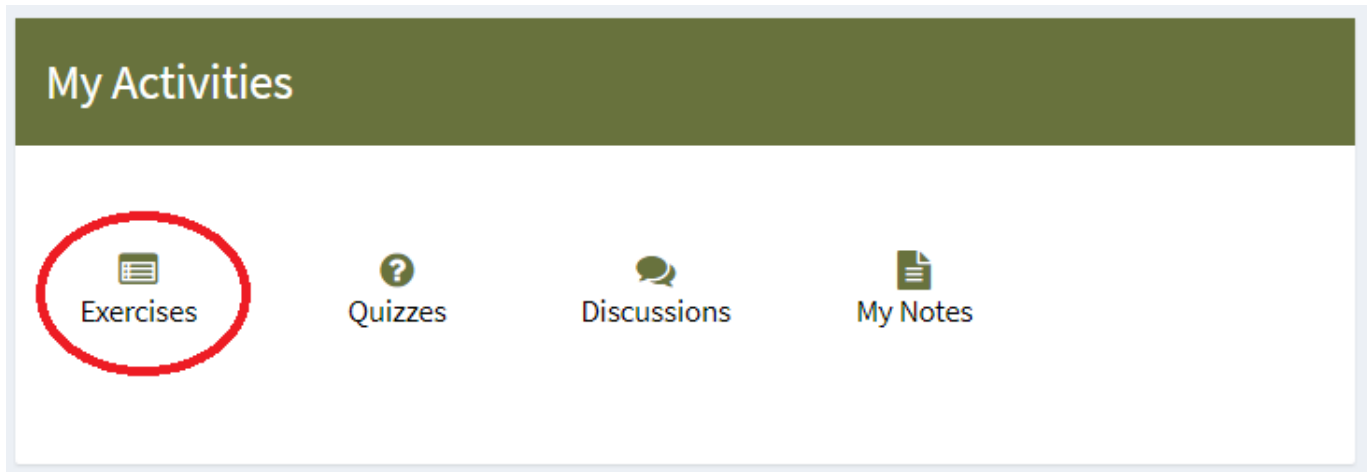 My Activities
Exercises
Quizzes
Discussions
My Notes